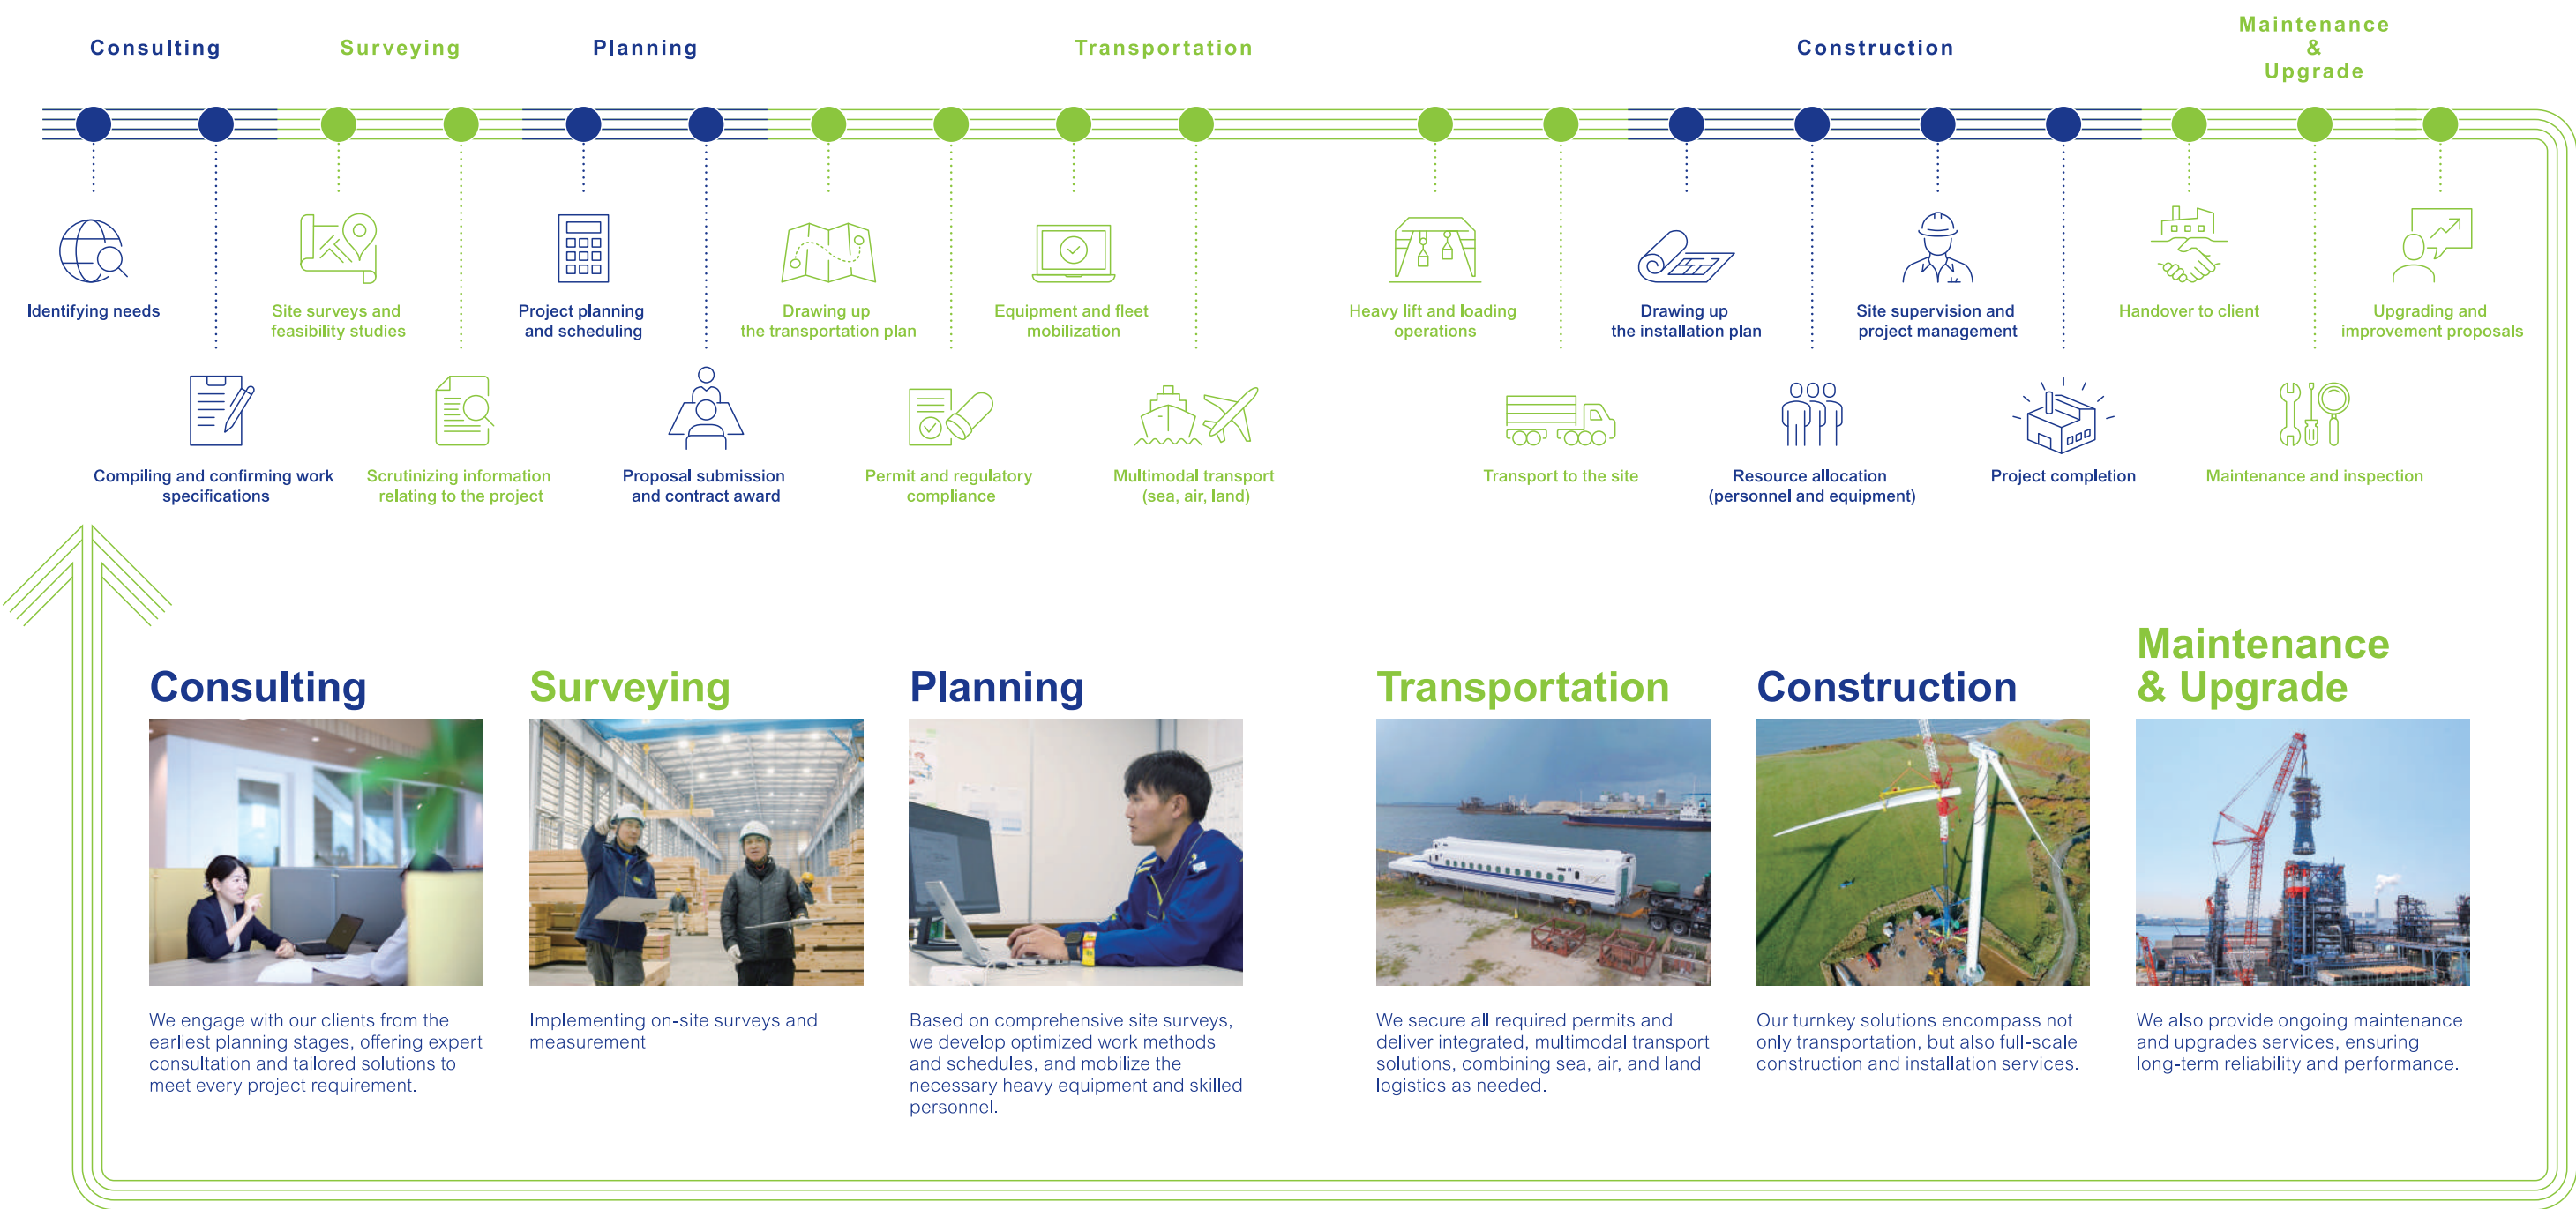 Consulting
Surveying
Planning
Transportation
Construction
Maintenance
&
Upgrade
Identifying needs
Site surveys and
feasibility studies
Project planning
and scheduling
Drawing up
the transportation plan
Equipment and fleet
mobilization
Heavy lift and loading
operations
Drawing up
the installation plan
Site supervision and
project management
Handover to client
Upgrading and
improvement proposals
Compiling and confirming work
specifications
Scrutinizing information
relating to the project
Proposal submission
and contract award
Permit and regulatory
compliance
Multimodal transport
(sea, air, land)
Transport to the site
Resource allocation
(personnel and equipment)
Project completion
Maintenance and inspection
Consulting
We engage with our clients from the
earliest planning stages, offering expert
consultation and tailored solutions to
meet every project requirement.
Surveying
Implementing on-site surveys and
measurement
Planning
Based on comprehensive site surveys,
we develop optimized work methods
and schedules, and mobilize the
necessary heavy equipment and skilled
personnel.
Transportation
We secure all required permits and
deliver integrated, multimodal transport
solutions, combining sea, air, and land
logistics as needed.
Construction
Our turnkey solutions encompass not
only transportation, but also full-scale
construction and installation services.
Maintenance
& Upgrade
We also provide ongoing maintenance
and upgrades services, ensuring
long-term reliability and performance.